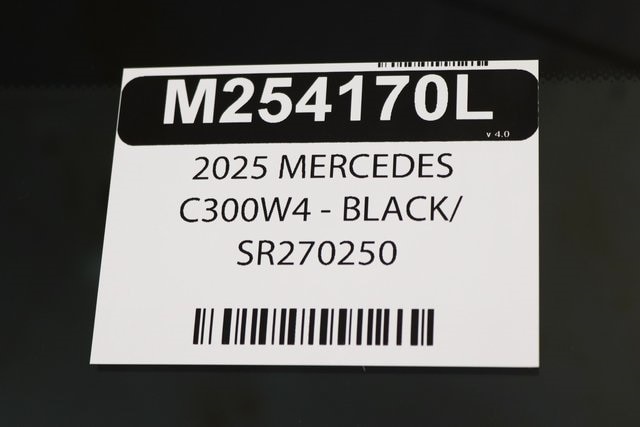 M254170L
v 4.0
2025 MERCEDES
C300W4 - BLACK/
SR270250